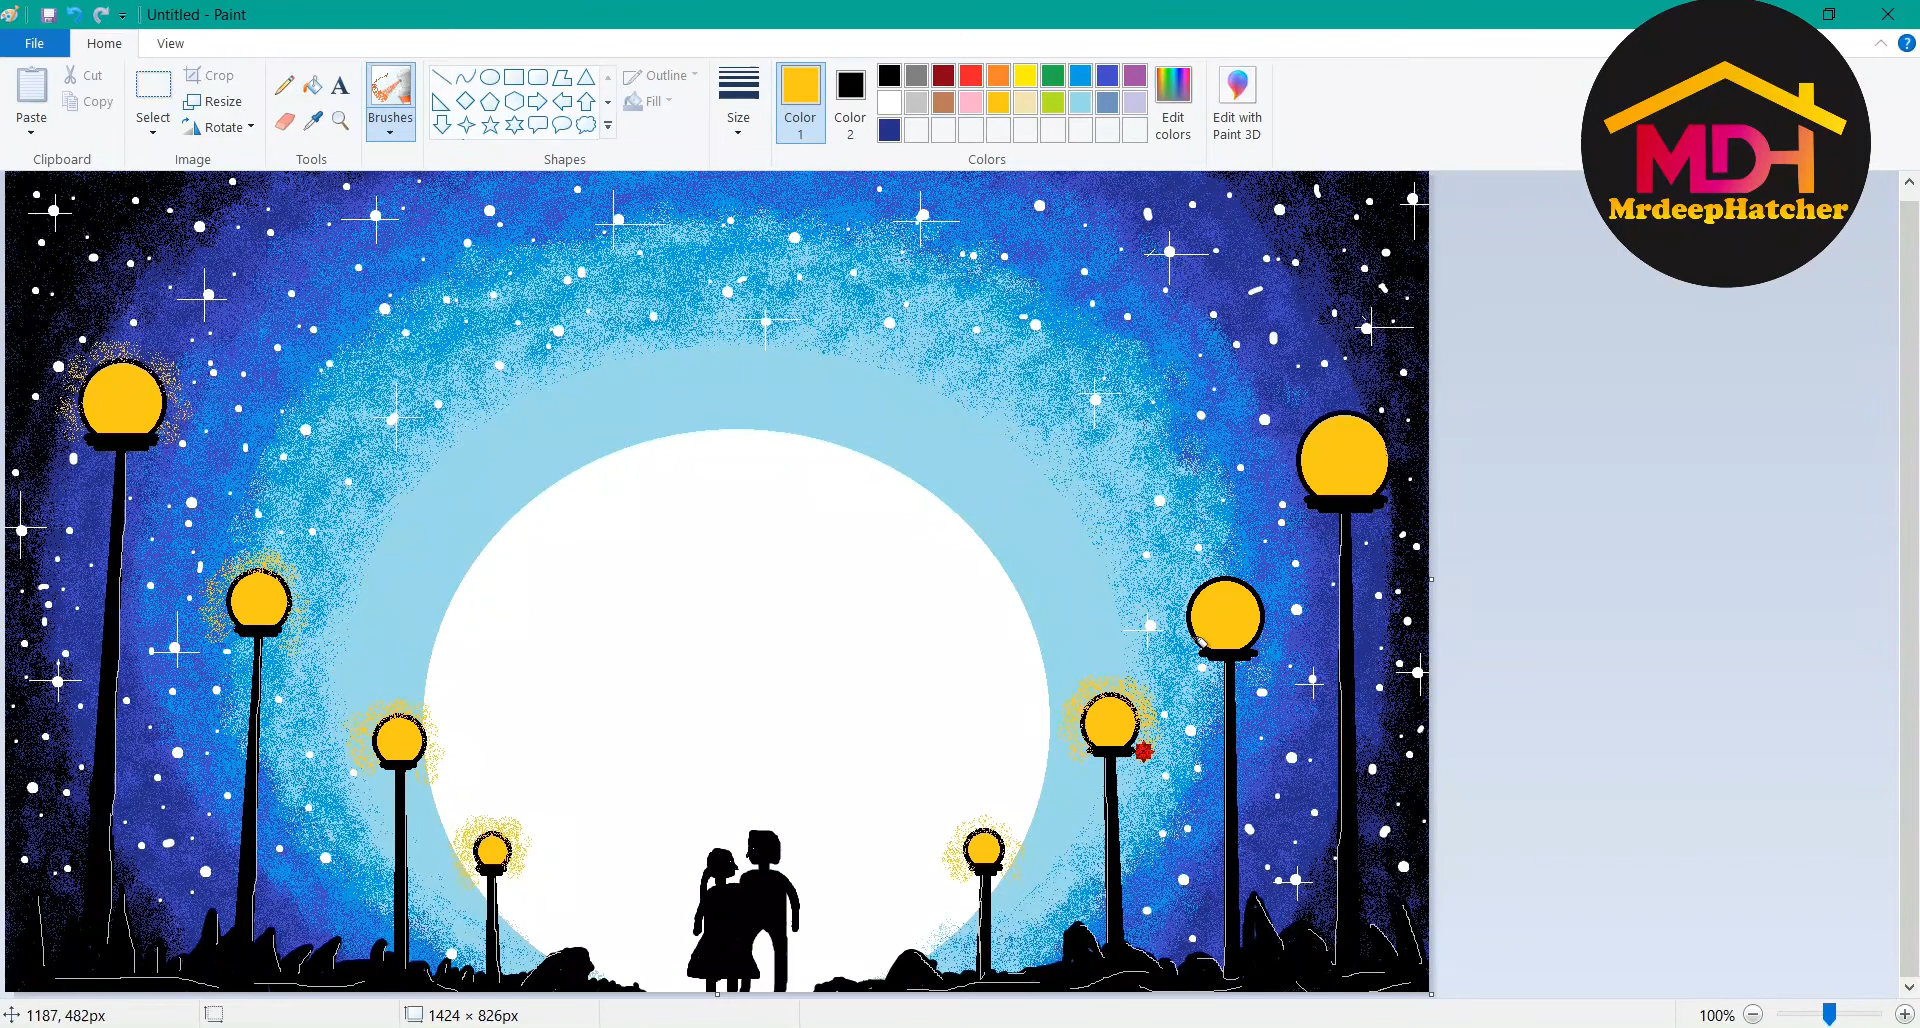 Untitled - Paint
File Home View
Paste
Cut
Copy
Clipboard
Select
Crop
Resize
Rotate
Image
A
Tools
Brushes
Outline
Fill
Shapes
Size
Color 1
Color 2
Edit colors
Colors
Edit with Paint 3D
?
MDH
MrdeepHatcher
1187, 482px
1424 × 826px
100%